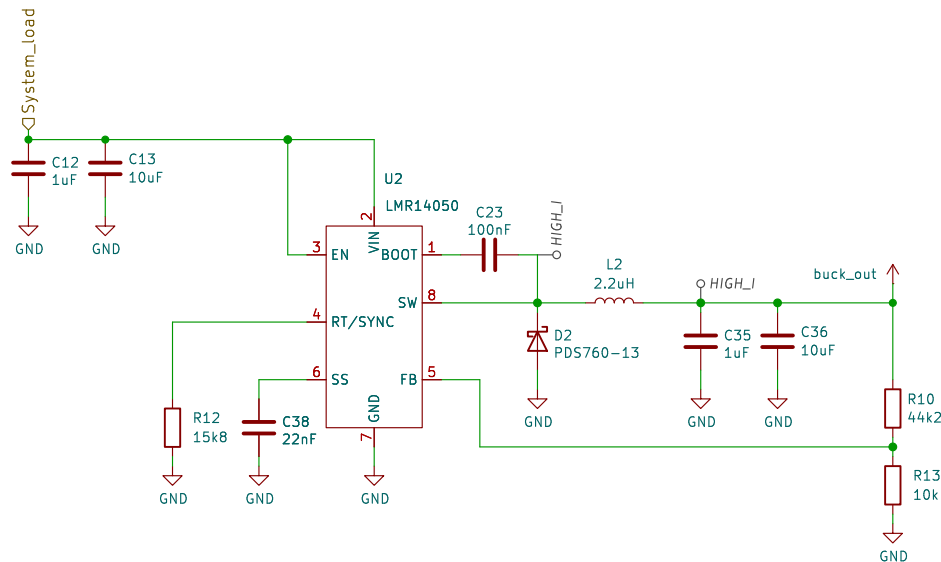 System_load
C12
1uF
GND
C13
10uF
GND
U2
LMR14050
2
VIN
3
EN
BOOT
1
SW
8
4
RT/SYNC
6
SS
FB
5
GND
7
GND
R12
15k8
GND
C38
22nF
GND
C23
100nF
HIGH_I
L2
2.2uH
D2
PDS760-13
GND
HIGH_I
C35
1uF
GND
C36
10uF
GND
buck_out
R10
44k2
R13
10k
GND